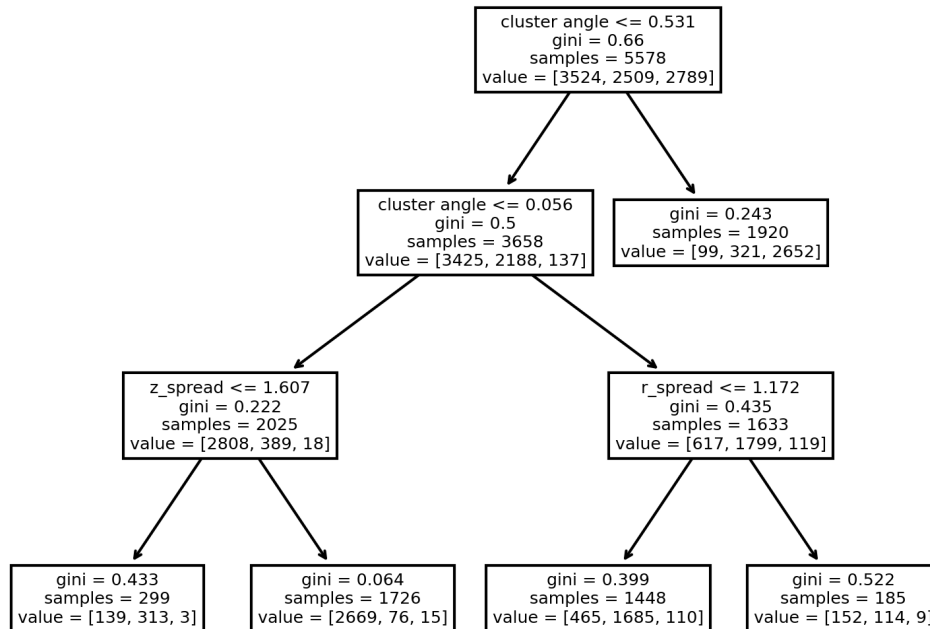 cluster angle <= 0.531
gini = 0.66
samples = 5578
value = [3524, 2509, 2789]
cluster angle <= 0.056
gini = 0.5
samples = 3658
value = [3425, 2188, 137]
gini = 0.243
samples = 1920
value = [99, 321, 2652]
z_spread <= 1.607
gini = 0.222
samples = 2025
value = [2808, 389, 18]
r_spread <= 1.172
gini = 0.435
samples = 1633
value = [617, 1799, 119]
gini = 0.433
samples = 299
value = [139, 313, 3]
gini = 0.064
samples = 1726
value = [2669, 76, 15]
gini = 0.399
samples = 1448
value = [465, 1685, 110]
gini = 0.522
samples = 185
value = [152, 114, 9]